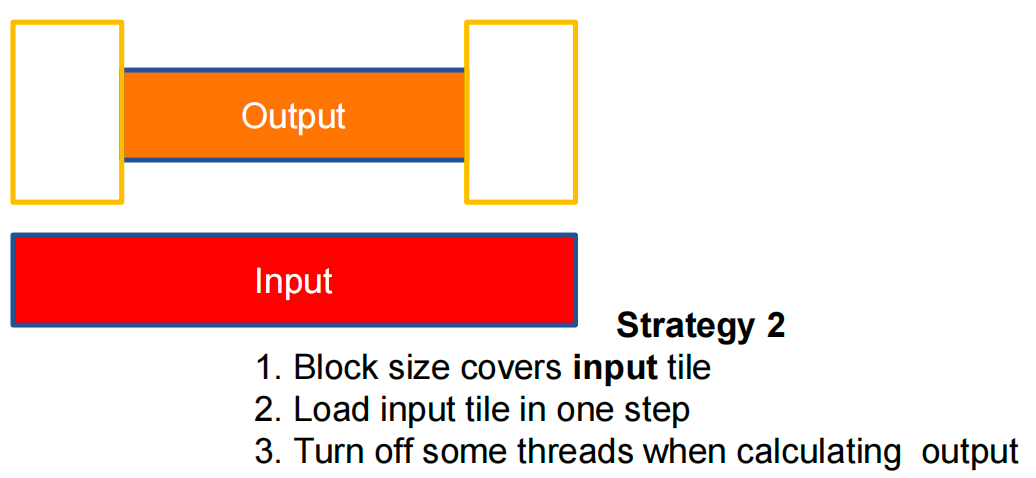 Output
Input
Strategy 2
1. Block size covers input tile
2. Load input tile in one step
3. Turn off some threads when calculating  output